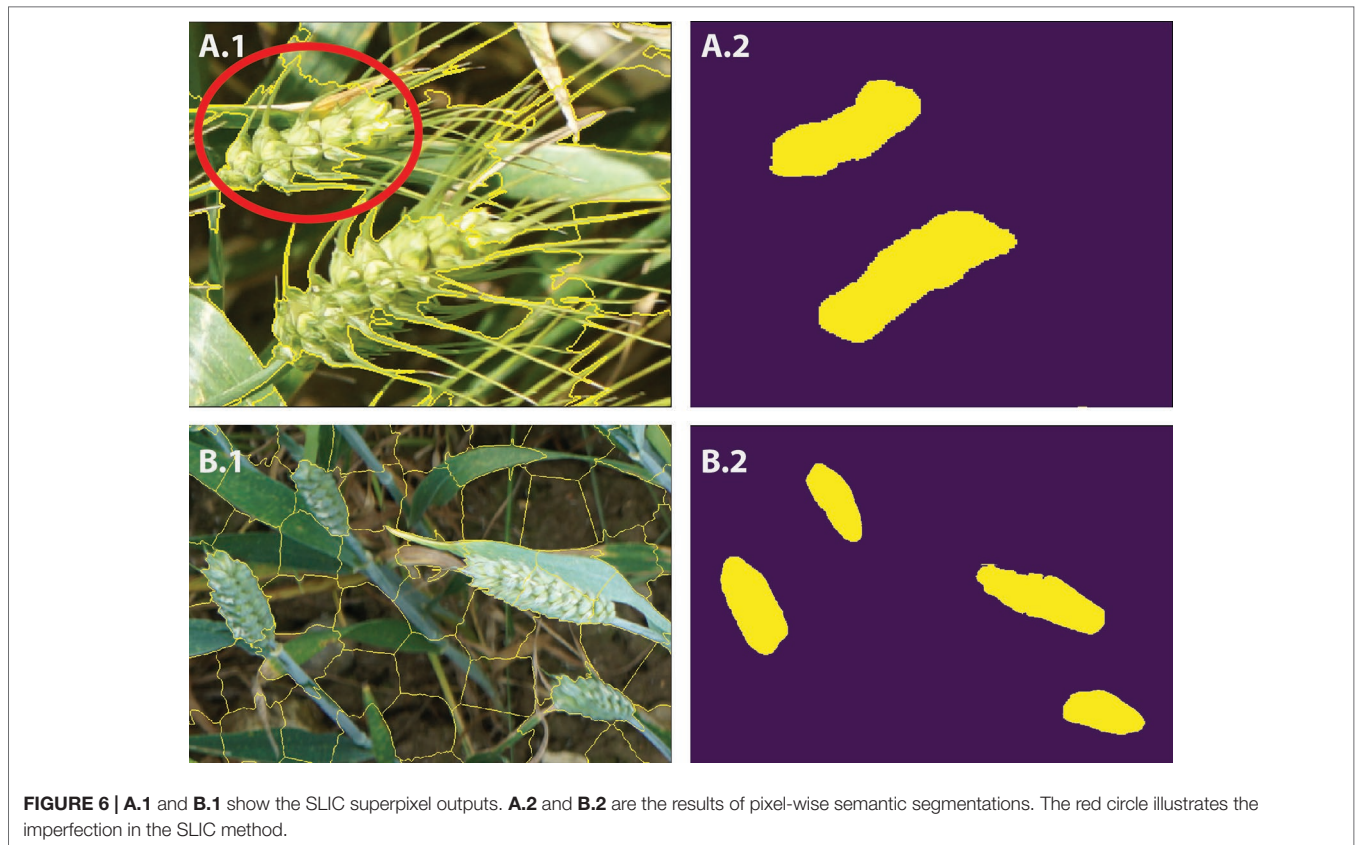 A.1
A.2
B.1
B.2
FIGURE 6 | A.1 and B.1 show the SLIC superpixel outputs. A.2 and B.2 are the results of pixel-wise semantic segmentations. The red circle illustrates the
imperfection in the SLIC method.